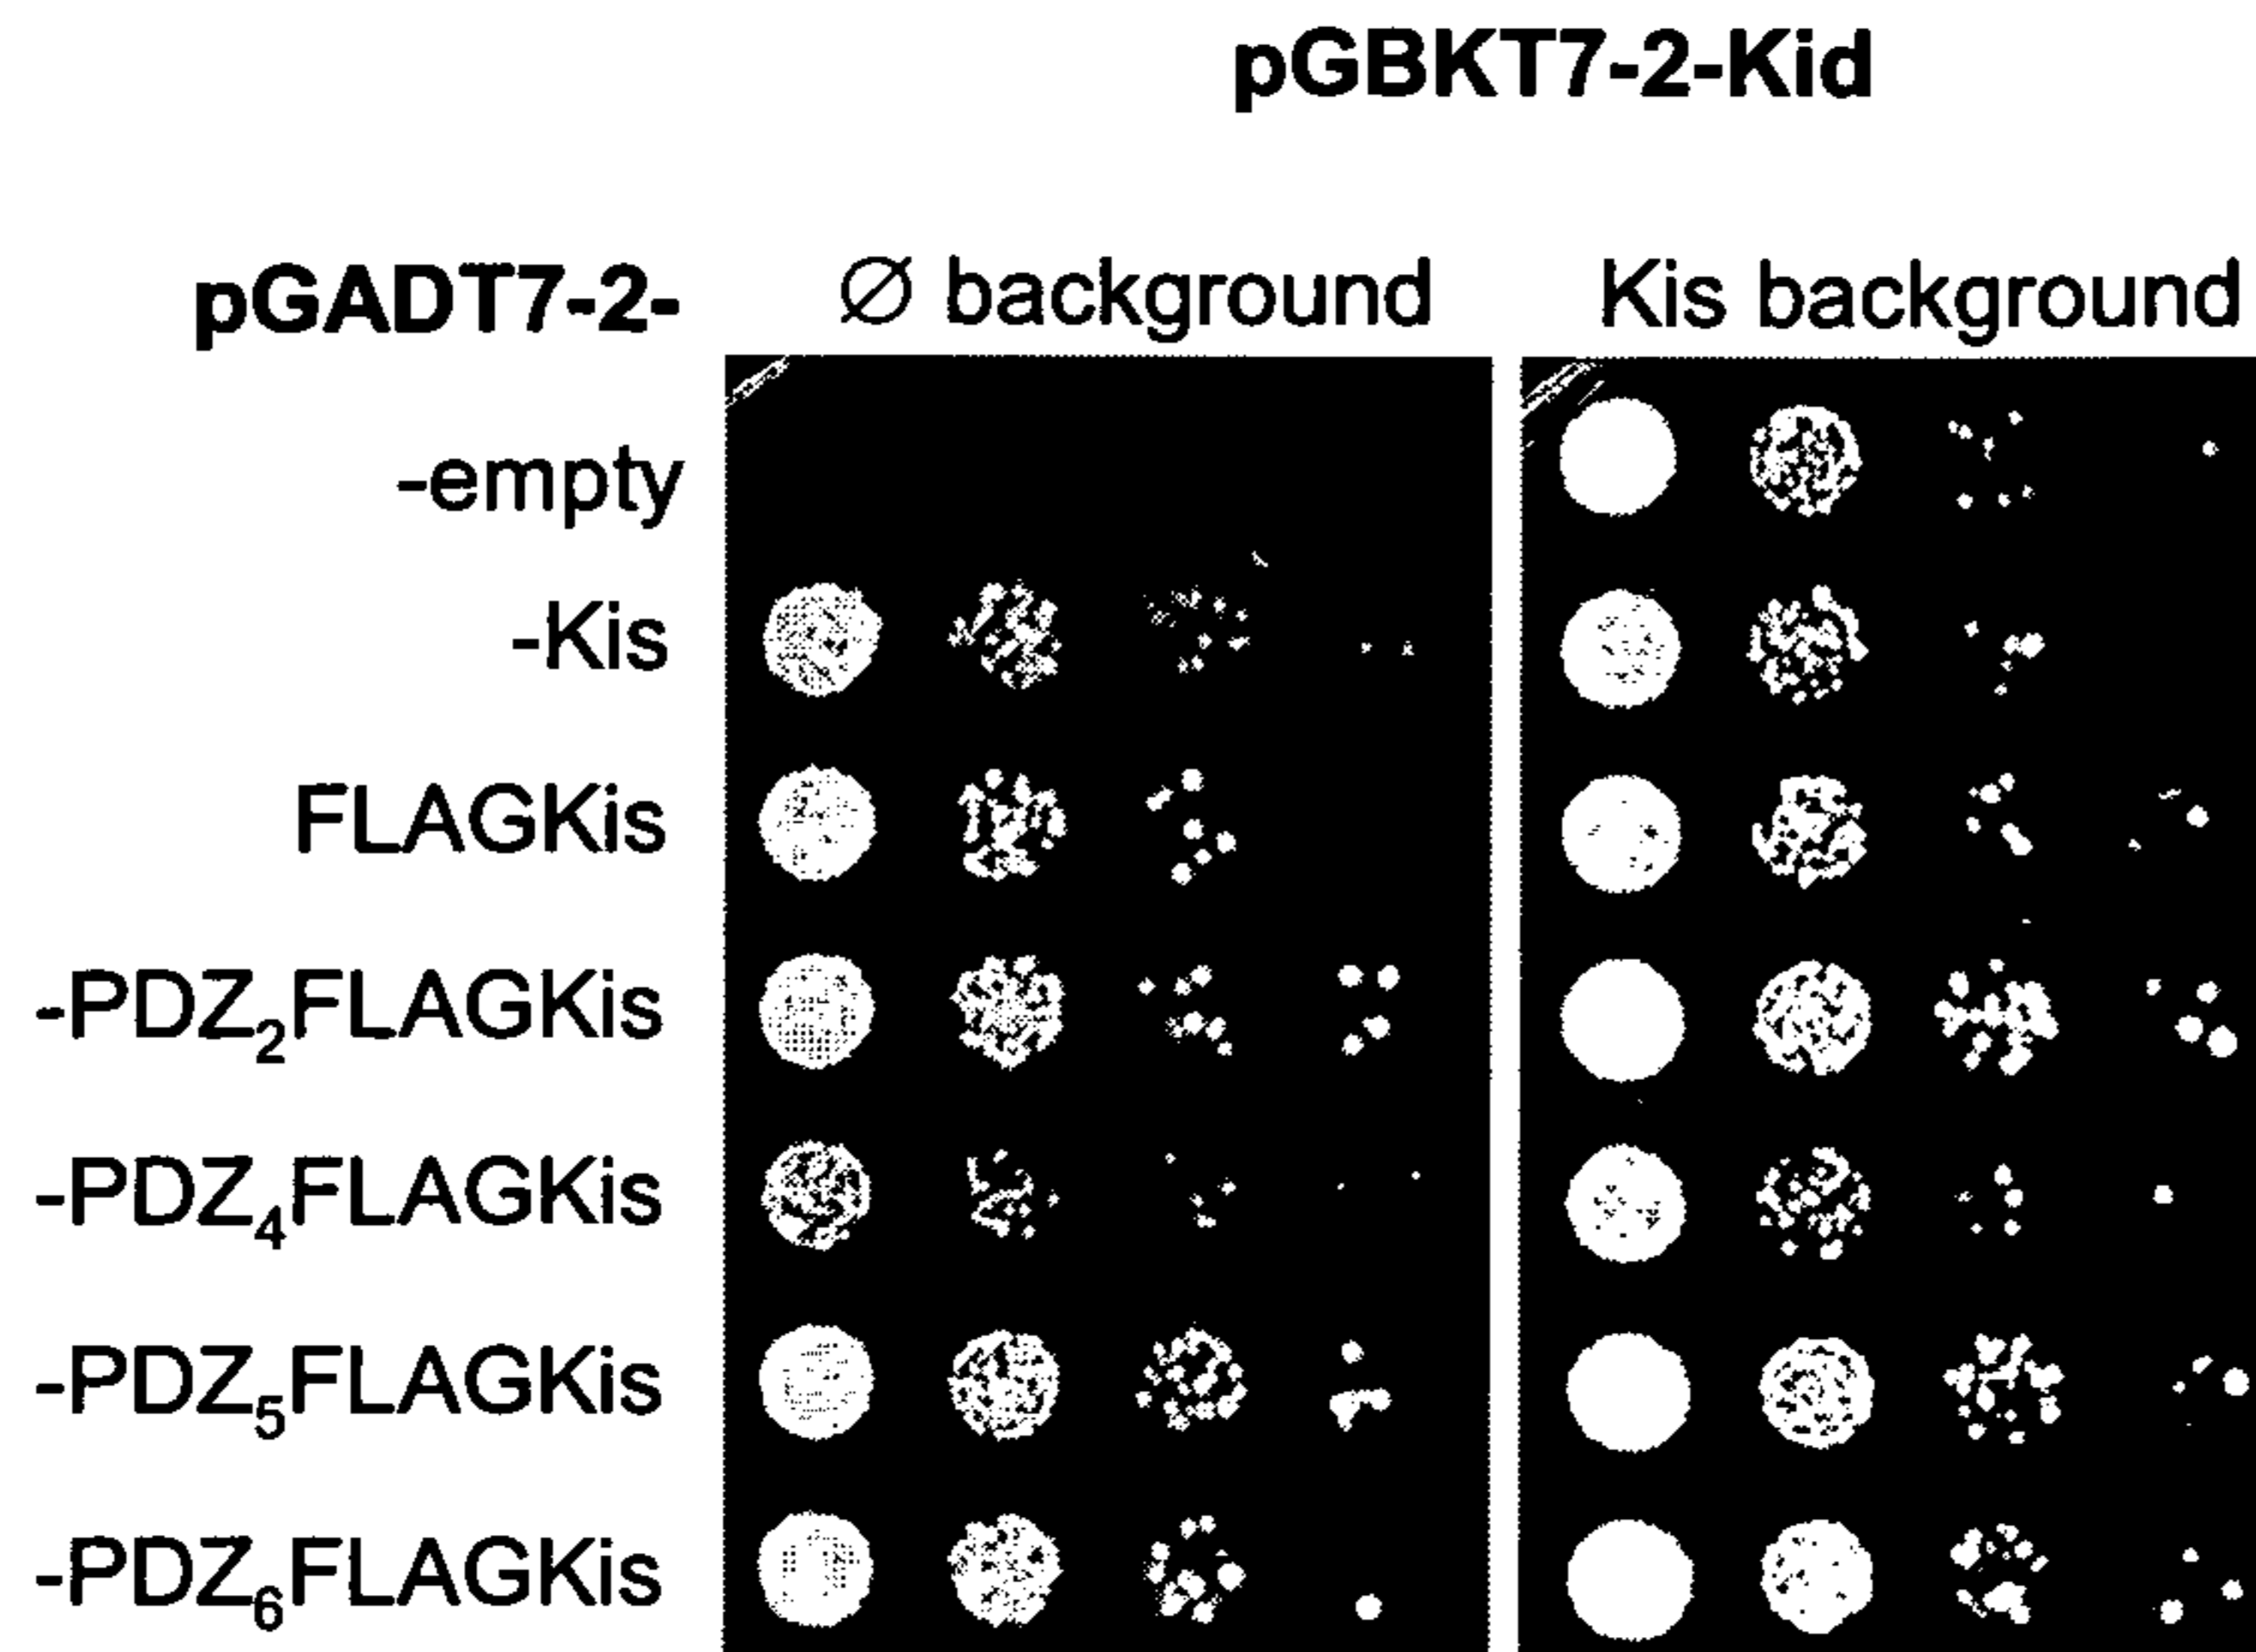 pGBKT7-2-Kid
pGADT7-2- Ø background Kis background
-empty
-Kis
FLAGKis
-PDZ₂FLAGKis
-PDZ₄FLAGKis
-PDZ₅FLAGKis
-PDZ₆FLAGKis